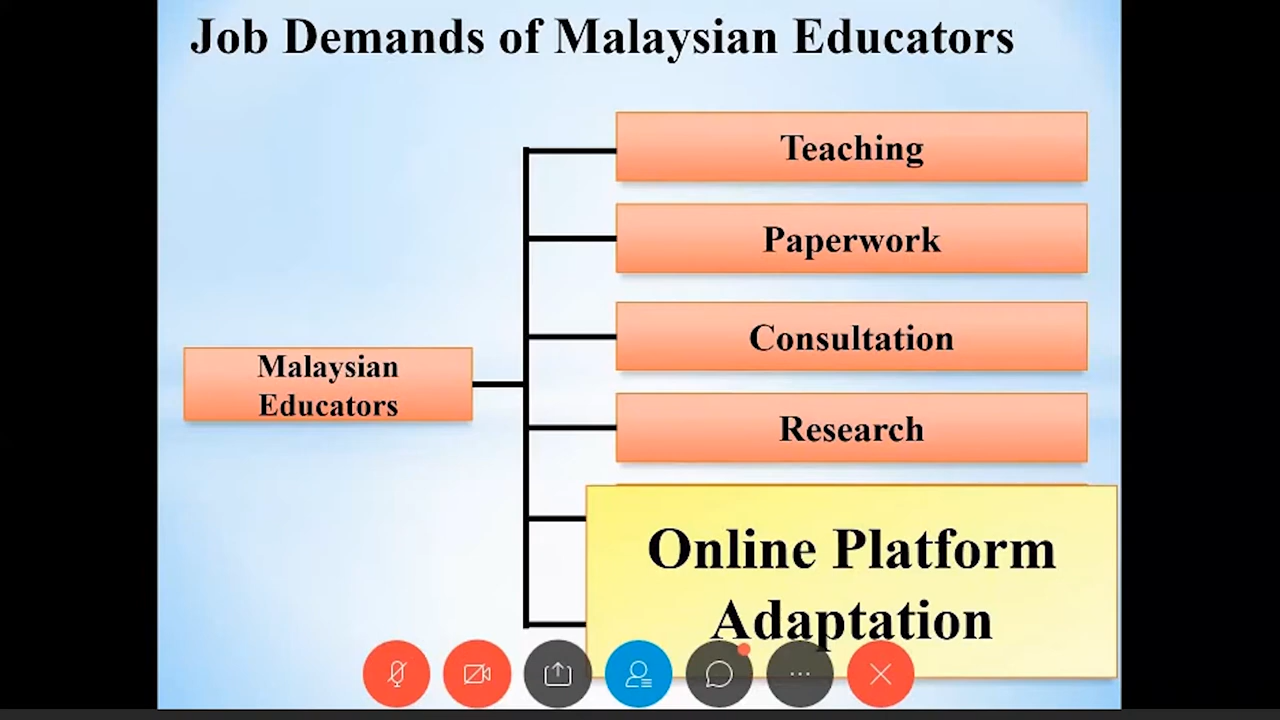 Job Demands of Malaysian Educators
Teaching
Paperwork
Consultation
Malaysian
Educators
Research
Online Platform
Adaptation